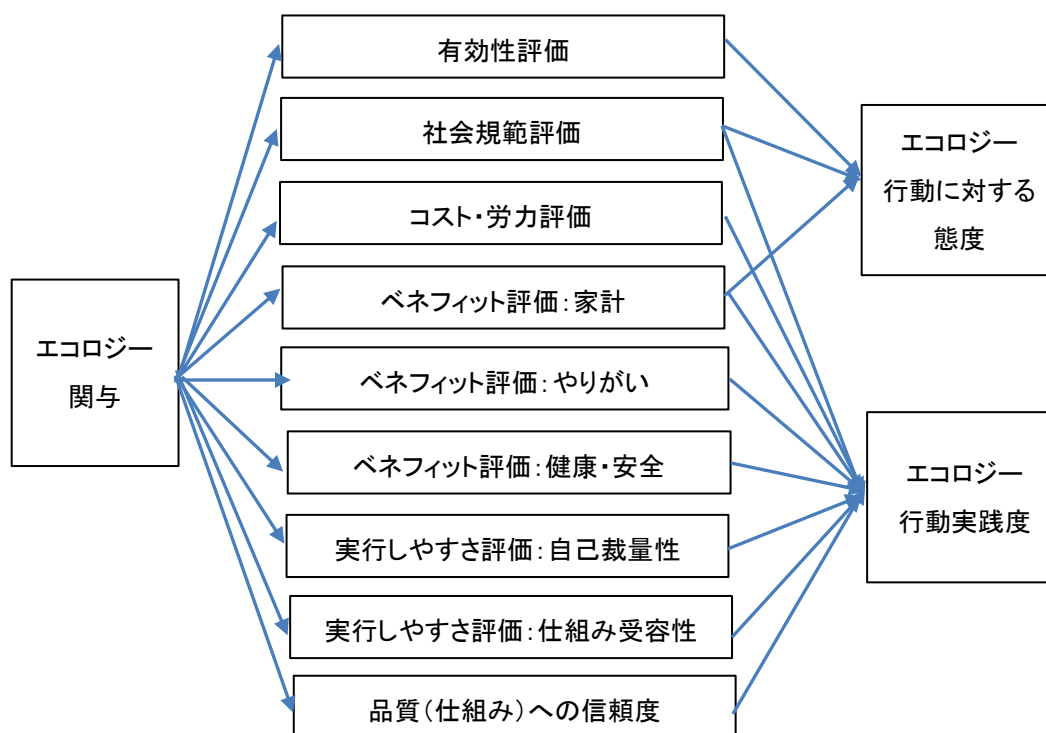 有効性評価
社会規範評価
コスト・労力評価
ベネフィット評価：家計
ベネフィット評価：やりがい
ベネフィット評価：健康・安全
実行しやすさ評価：自己裁量性
実行しやすさ評価：仕組み受容性
品質（仕組み）への信頼度
エコロジー
関与
エコロジー
行動に対する
態度
エコロジー
行動実践度